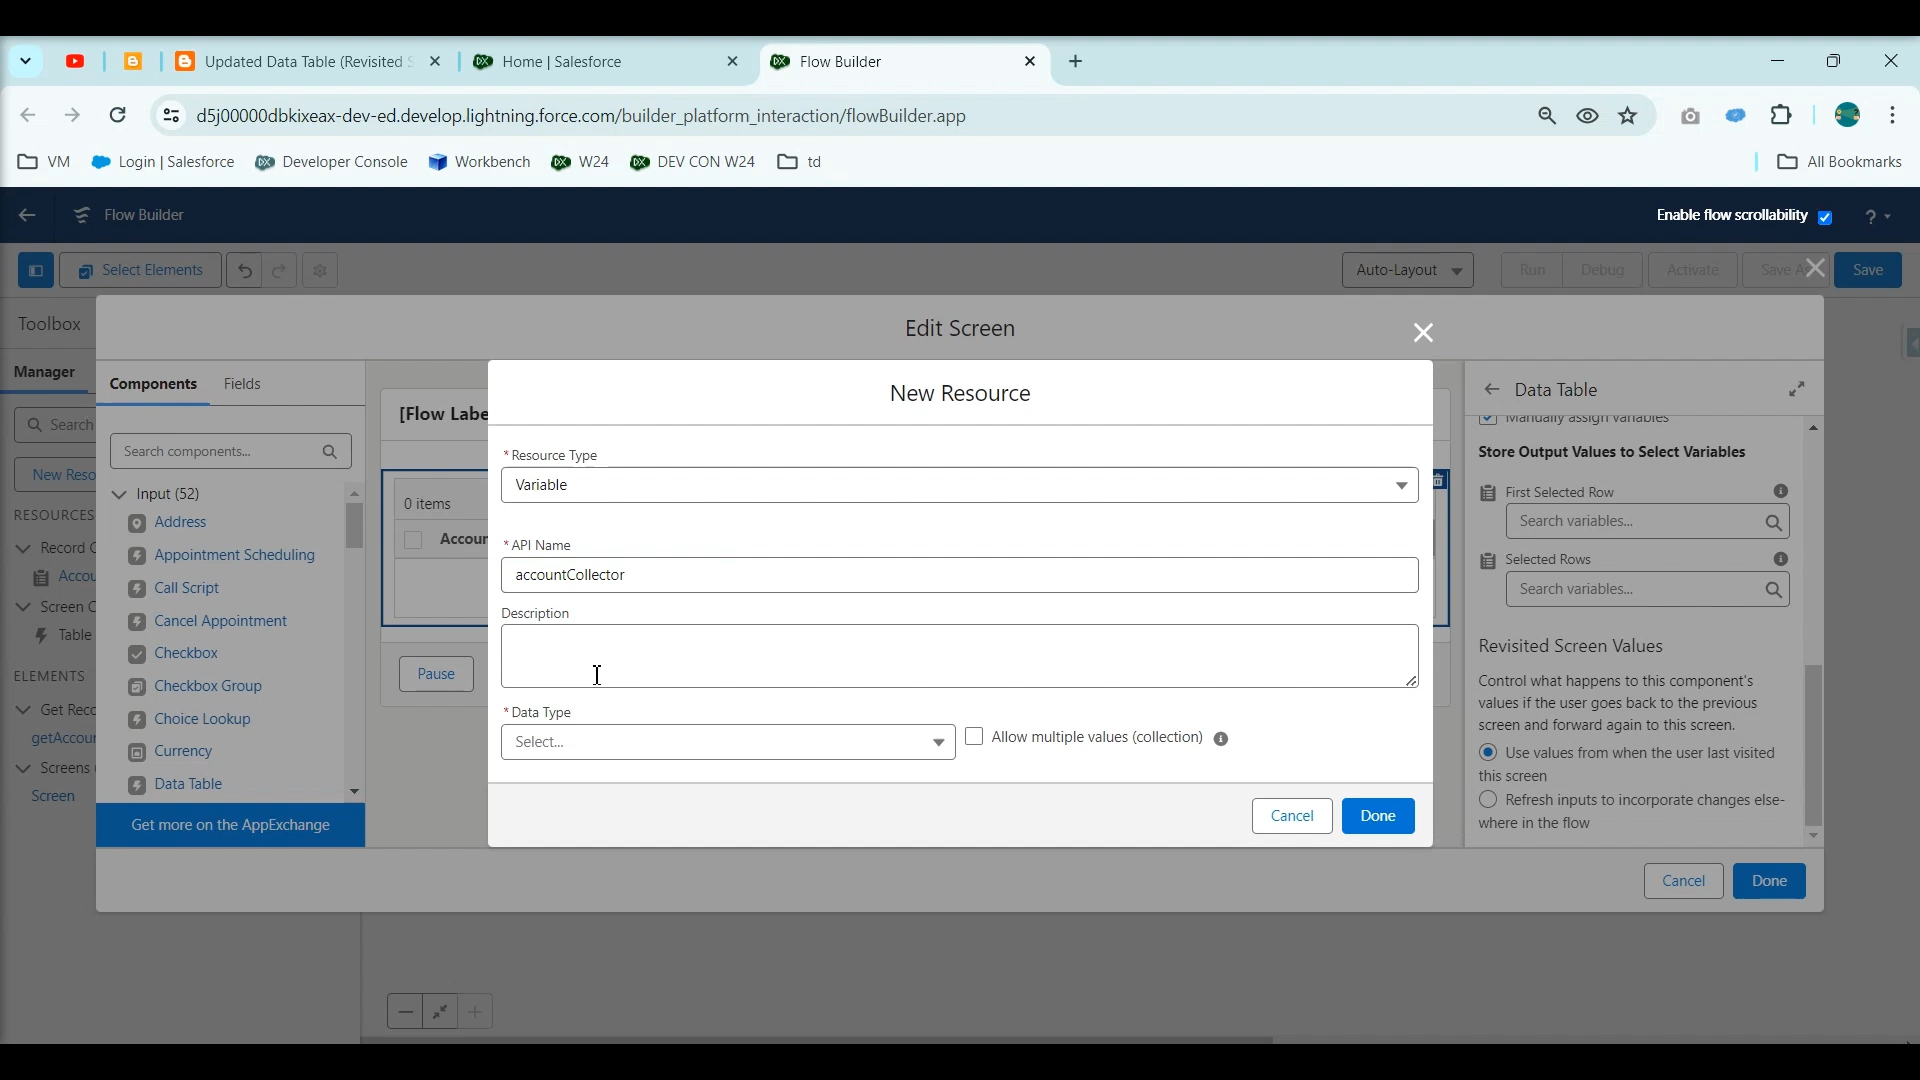 Updated Data Table (Revisited S
Home | Salesforce
Flow Builder
d5j00000dbkixeax-dev-ed.develop.lightning.force.com/builder_platform_interaction/flowBuilder.app
VM
Login | Salesforce
Developer Console
Workbench
W24
DEV CON W24
td
All Bookmarks
Flow Builder
Enable flow scrollability
?
Select Elements
Auto-Layout
Run
Debug
Activate
Save A
Save
Toolbox
Edit Screen
Manager
Components
Fields
New Resource
Data Table
[Flow Labe
Search
Search components...
Manually assign variables
Store Output Values to Select Variables
* Resource Type
Variable
New Reso
Input (52)
0 items
First Selected Row
Search variables...
RESOURCES
Address
Accour
Record C
Appointment Scheduling
* API Name
accountCollector
Selected Rows
Search variables...
Accou
Call Script
Screen C
Cancel Appointment
Description
Table
Checkbox
Revisited Screen Values
ELEMENTS
Checkbox Group
Pause
Control what happens to this component's
values if the user goes back to the previous
screen and forward again to this screen.
Get Rec
Choice Lookup
* Data Type
Select...
Allow multiple values (collection)
getAccour
Currency
Use values from when the user last visited
this screen
Screens
Data Table
Screen
Refresh inputs to incorporate changes else-
where in the flow
Get more on the AppExchange
Cancel
Done
Cancel
Done